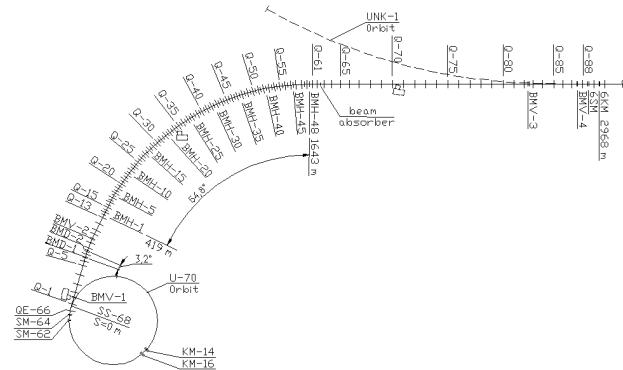 UNK-1
Orbit
Q-61
Q-65
Q-70
Q-75
Q-80
Q-85
Q-88
Q-55
Q-50
Q-45
Q-40
Q-35
Q-30
Q-25
Q-20
Q-15
Q-13
BMV-2
BMD-2
BMD-1
Q-5
Q-1
BMH-48 1643 m
BMH-45
BMH-40
BMH-35
BMH-30
BMH-25
BMH-20
BMH-15
BMH-10
BMH-5
BMH-1
419 m
beam
absorber
BMV-3
BMV-4
6SM
6KM 2968 m
64,8°
3,2°
U-70
Orbit
BMV-1
SS-68
S=0 m
QE-66
SM-64
SM-62
KM-14
KM-16